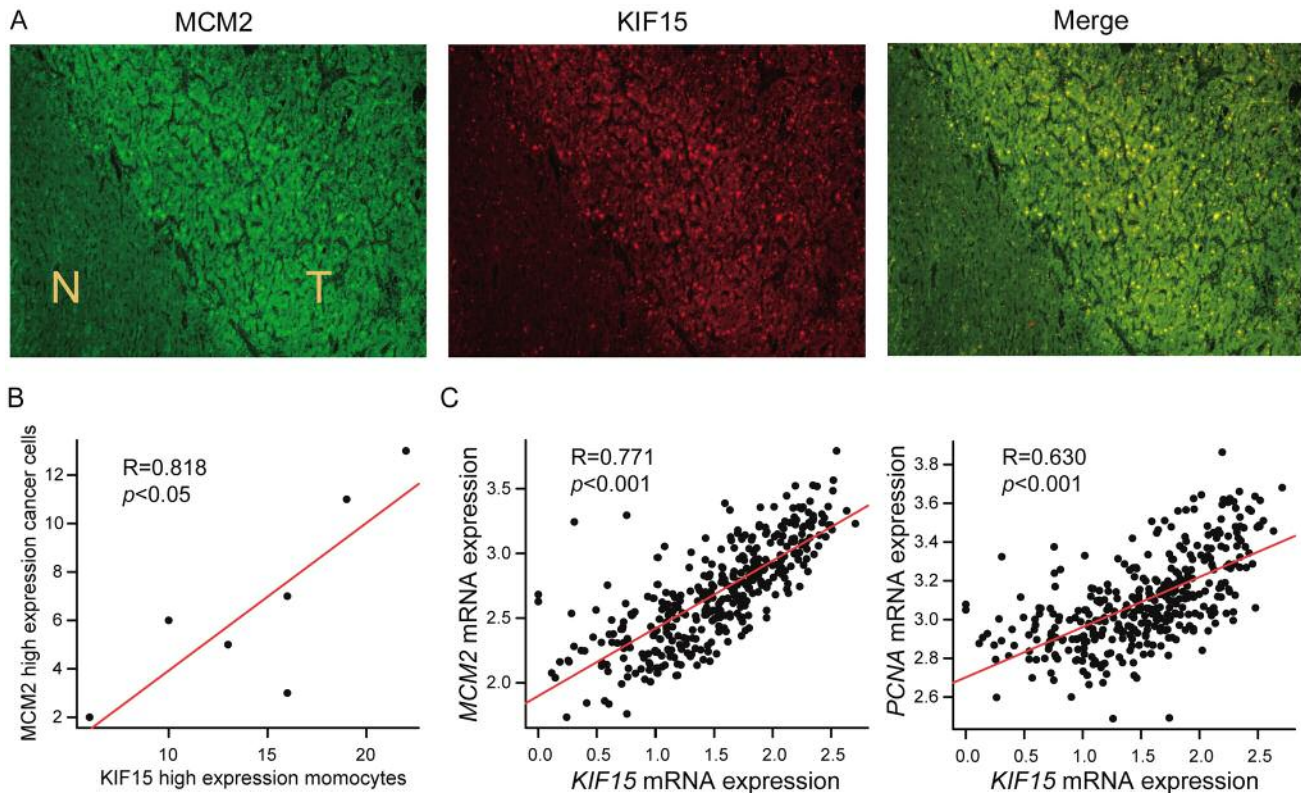 A
MCM2
KIF15
Merge
N
T
B
MCM2 high expression cancer cells
12
10
8
6
4
2
R=0.818
p<0.05
10
15
20
KIF15 high expression momocytes
C
MCM2 mRNA expression
3.5
3.0
2.5
2.0
R=0.771
p<0.001
0.0
0.5
1.0
1.5
2.0
2.5
KIF15 mRNA expression
PCNA mRNA expression
3.8
3.6
3.4
3.2
3.0
2.8
2.6
R=0.630
p<0.001
0.0
0.5
1.0
1.5
2.0
2.5
KIF15 mRNA expression